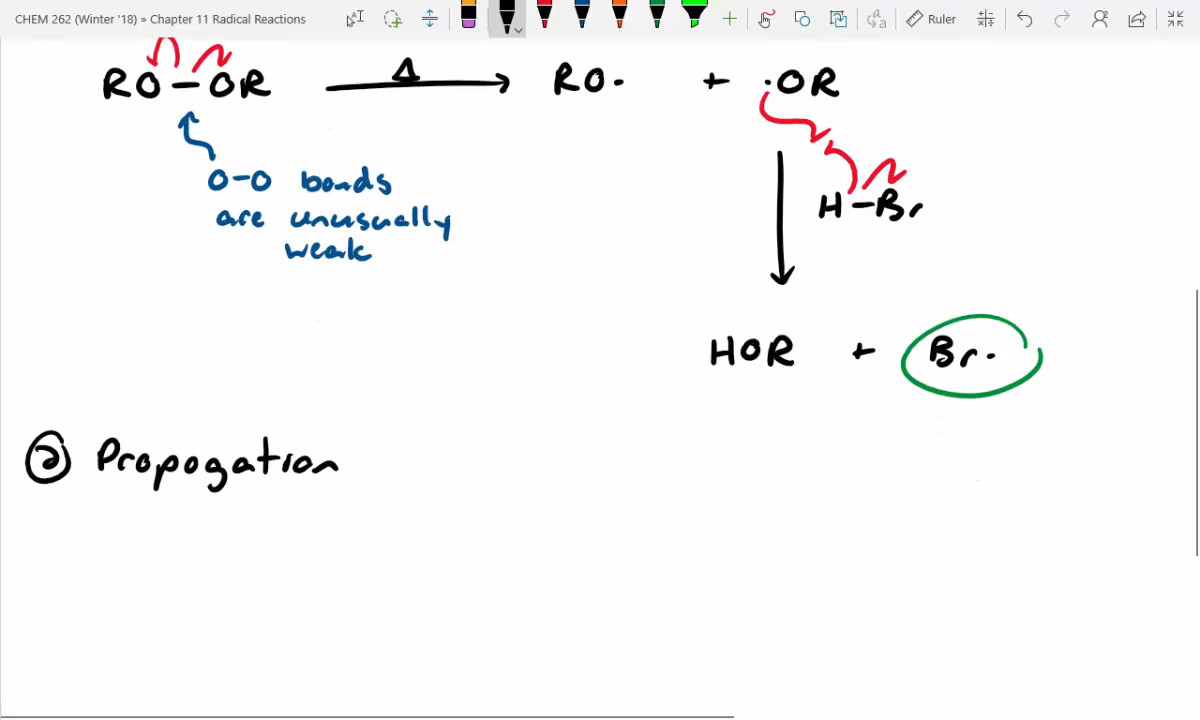 CHEM 262 (Winter '18) » Chapter 11 Radical Reactions
Ruler
RO-OR Δ RO· + ·OR
O-O bonds
are unusually
weak
H-Br
HOR + Br·
② Propogation